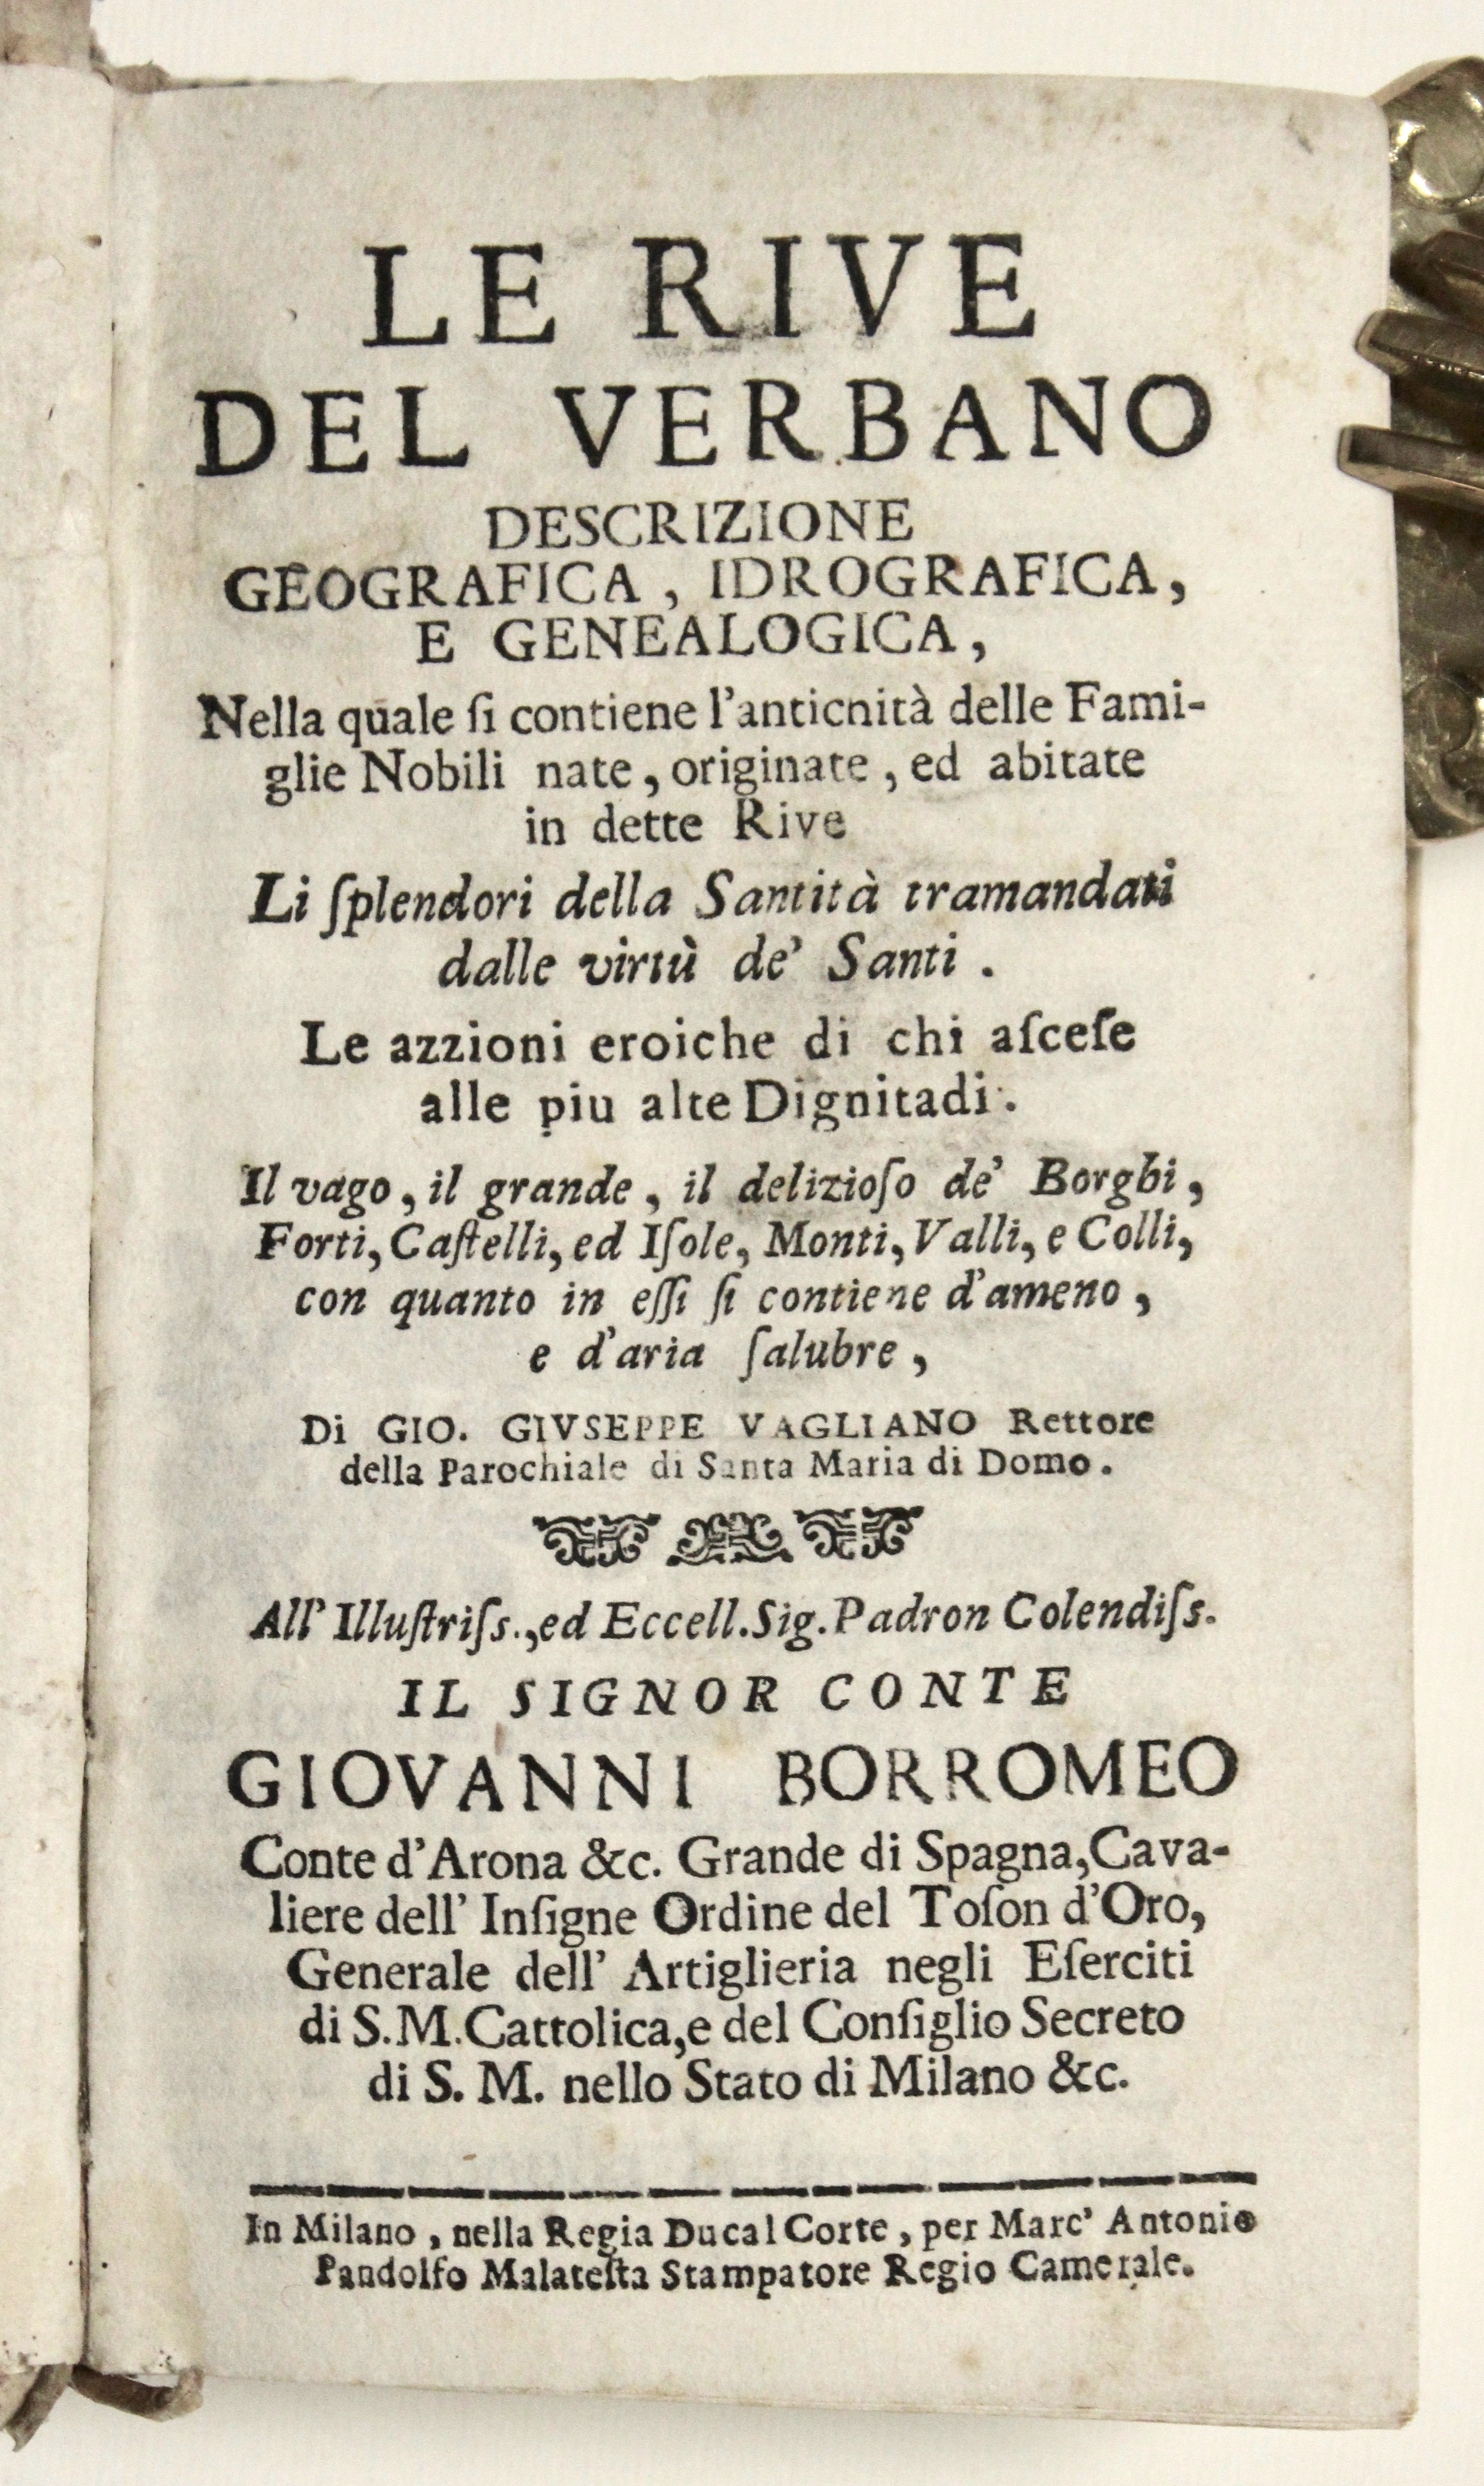 LE RIVE
DEL VERBANO
DESCRIZIONE
GEOGRAFICA, IDROGRAFICA,
E GENEALOGICA,
Nella quale ſi contiene l'anticnità delle Fami-
glie Nobili nate, originate, ed abitate
in dette Rive
Li ſplendori della Santità tramandati
dalle virtù de' Santi.
Le azzioni eroiche di chi aſceſe
alle piu alte Dignitadi.
Il vago, il grande, il delizioſo de' Borghi,
Forti, Caſtelli, ed Iſole, Monti, Valli, e Colli,
con quanto in eſſi ſi contiene d'ameno,
e d'aria ſalubre,
Di GIO. GIVSEPPE VAGLIANO Rettore
della Parochiale di Santa Maria di Domo.
All' Illuſtriſs., ed Eccell. Sig. Padron Colendiſs.
IL SIGNOR CONTE
GIOVANNI BORROMEO
Conte d'Arona &c. Grande di Spagna, Cava-
liere dell' Inſigne Ordine del Toſon d'Oro,
Generale dell' Artiglieria negli Eſerciti
di S.M. Cattolica, e del Conſiglio Secreto
di S. M. nello Stato di Milano &c.
In Milano, nella Regia Ducal Corte, per Marc' Antonio
Pandolfo Malateſta Stampatore Regio Camerale.